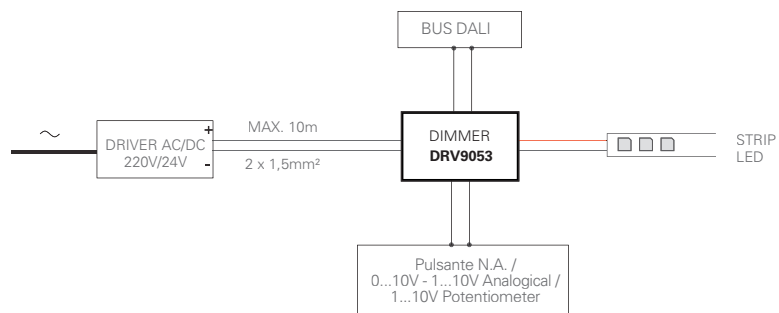 BUS DALI
~
DRIVER AC/DC
220V/24V
+
-
MAX. 10m
2 x 1,5mm²
DIMMER
DRV9053
STRIP
LED
Pulsante N.A. /
0...10V - 1...10V Analogical /
1...10V Potentiometer